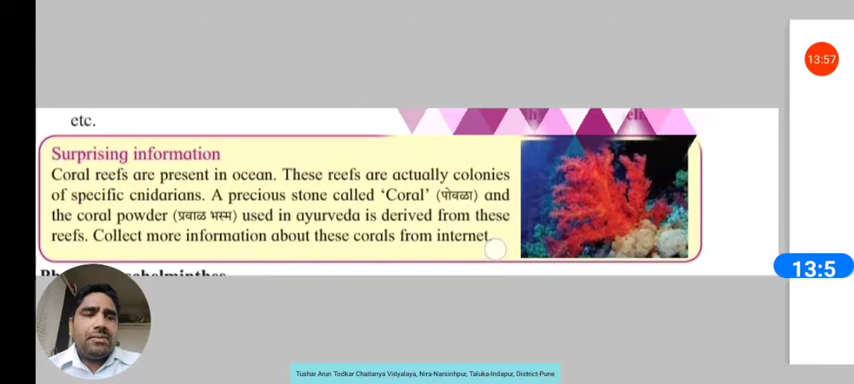 13:57
etc.
Surprising information
Coral reefs are present in ocean. These reefs are actually colonies
of specific cnidarians. A precious stone called ‘Coral’ (पोवळा) and
the coral powder (प्रवाळ भस्म) used in ayurveda is derived from these
reefs. Collect more information about these corals from internet.
13:5
Tushar Arun Todkar Chaitanya Vidyalaya, Nira-Narsinhpur, Taluka-Indapur, District-Pune